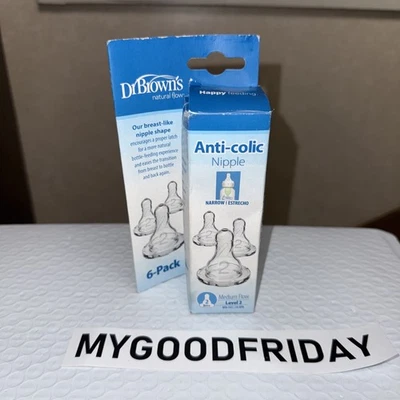 Dr Brown's
natural flow
Our breast-like
nipple shape
encourages a proper latch
for a more natural
bottle-feeding experience
and eases the transition
from breast to bottle
and back again.
6-Pack
Happy feeding
Anti-colic
Nipple
NARROW | ESTRECHO
2
Medium Flow
Level 2
MYGOODFRIDAY